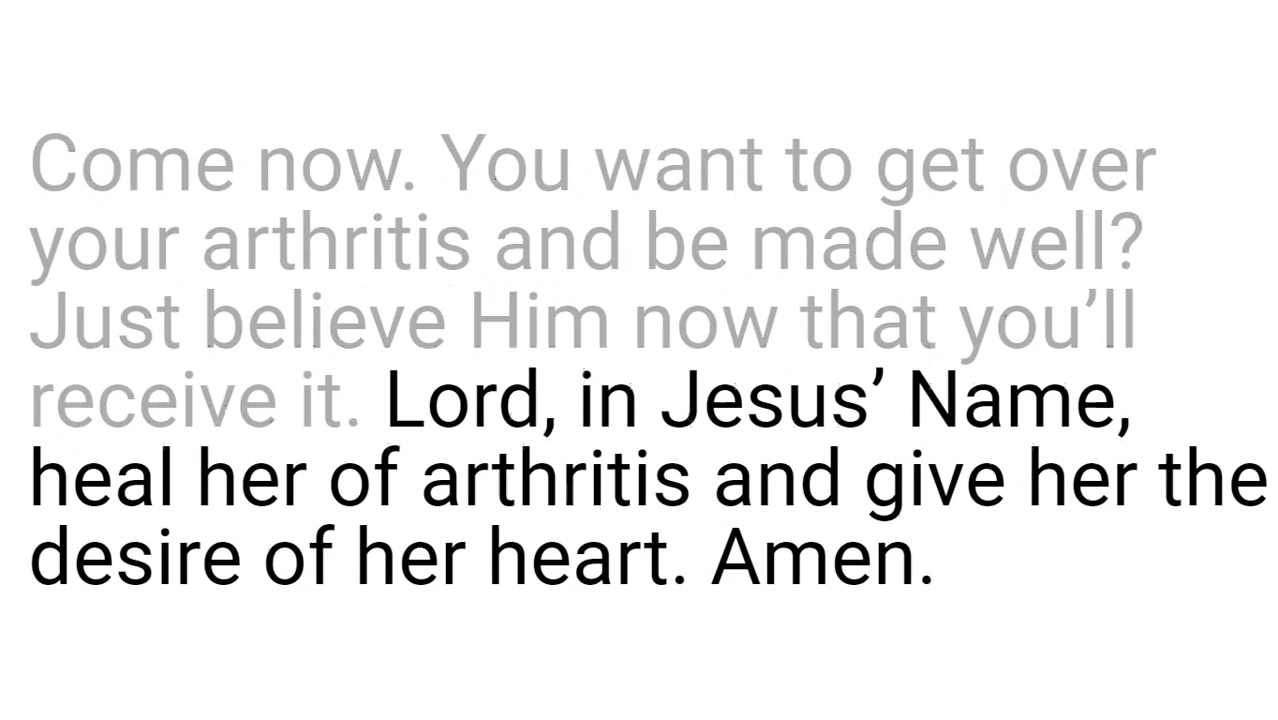 Come now. You want to get over
your arthritis and be made well?
Just believe Him now that you’ll
receive it. Lord, in Jesus’ Name,
heal her of arthritis and give her the
desire of her heart. Amen.